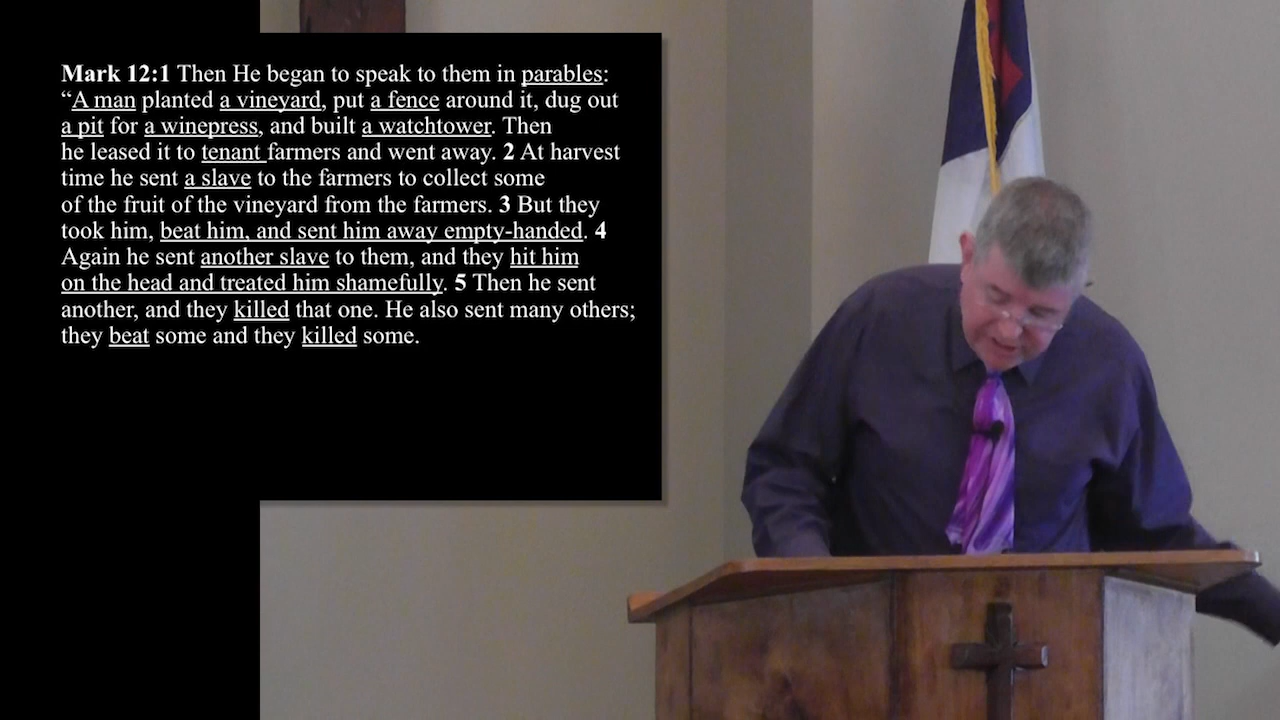 Mark 12:1 Then He began to speak to them in parables:
“A man planted a vineyard, put a fence around it, dug out
a pit for a winepress, and built a watchtower. Then
he leased it to tenant farmers and went away. 2 At harvest
time he sent a slave to the farmers to collect some
of the fruit of the vineyard from the farmers. 3 But they
took him, beat him, and sent him away empty-handed. 4
Again he sent another slave to them, and they hit him
on the head and treated him shamefully. 5 Then he sent
another, and they killed that one. He also sent many others;
they beat some and they killed some.